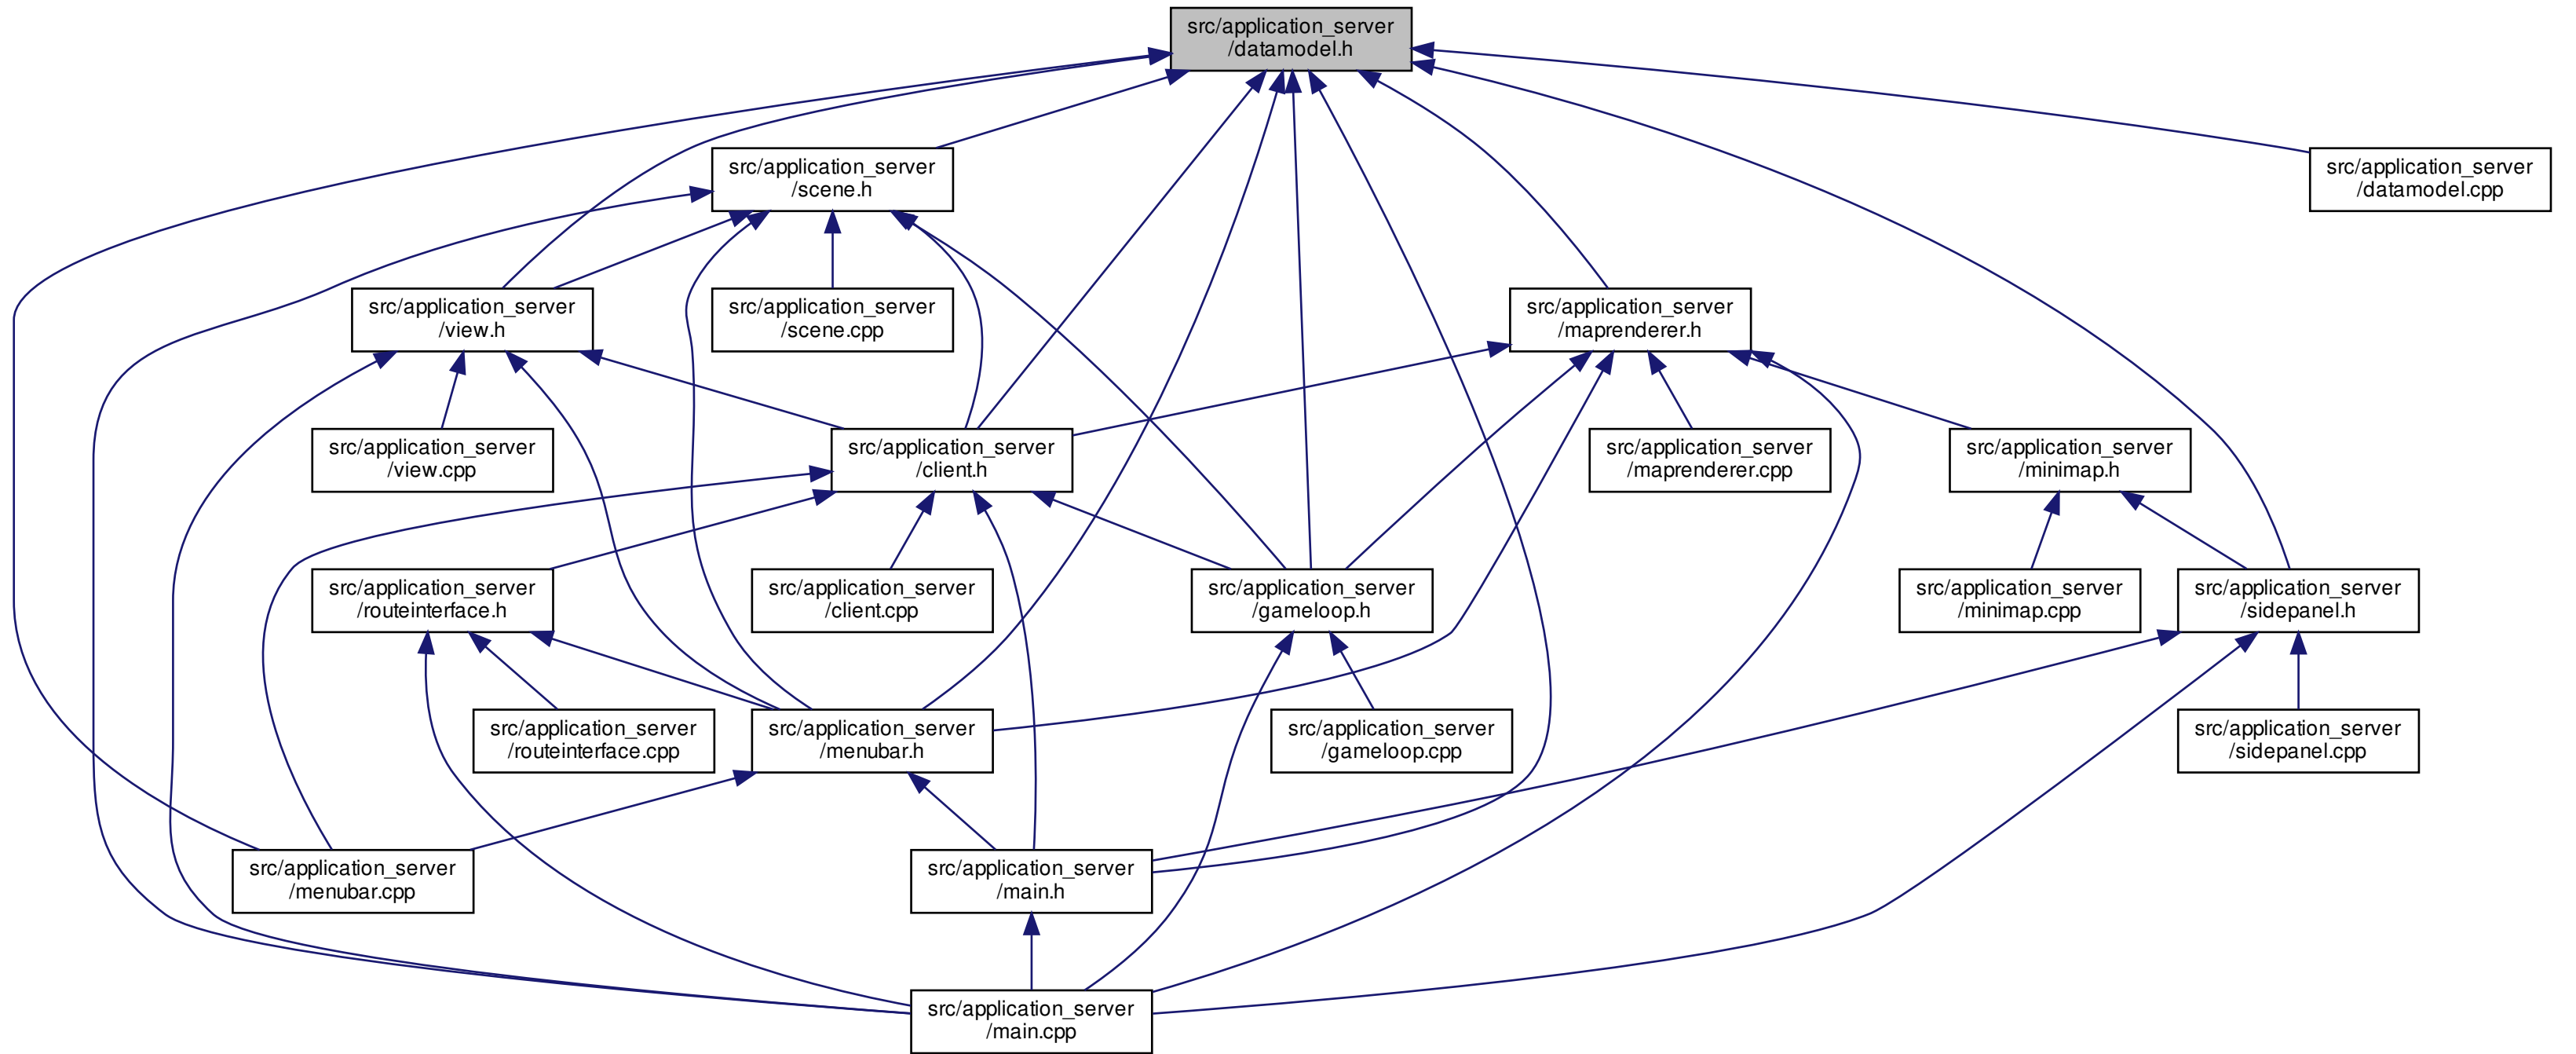 src/application_server
/datamodel.h
src/application_server
/scene.h
src/application_server
/datamodel.cpp
src/application_server
/view.h
src/application_server
/scene.cpp
src/application_server
/maprenderer.h
src/application_server
/view.cpp
src/application_server
/client.h
src/application_server
/maprenderer.cpp
src/application_server
/minimap.h
src/application_server
/routeinterface.h
src/application_server
/client.cpp
src/application_server
/gameloop.h
src/application_server
/minimap.cpp
src/application_server
/sidepanel.h
src/application_server
/routeinterface.cpp
src/application_server
/menubar.h
src/application_server
/gameloop.cpp
src/application_server
/sidepanel.cpp
src/application_server
/menubar.cpp
src/application_server
/main.h
src/application_server
/main.cpp